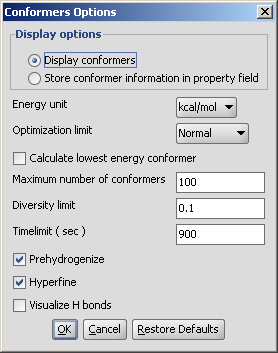 Conformers Options
Display options
Display conformers
Store conformer information in property field
Energy unit kcal/mol
Optimization limit Normal
Calculate lowest energy conformer
Maximum number of conformers 100
Diversity limit 0.1
Timelimit ( sec ) 900
Prehydrogenize
Hyperfine
Visualize H bonds
OK Cancel Restore Defaults